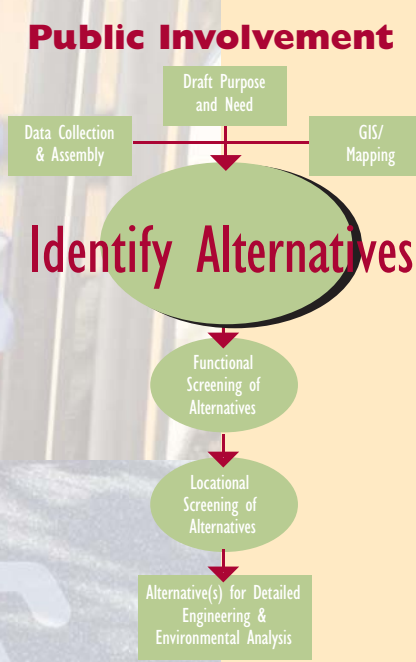 Public Involvement
Draft Purpose
and Need
Data Collection
& Assembly
GIS/
Mapping
Identify Alternatives
Functional
Screening of
Alternatives
Locational
Screening of
Alternatives
Alternative(s) for Detailed
Engineering &
Environmental Analysis